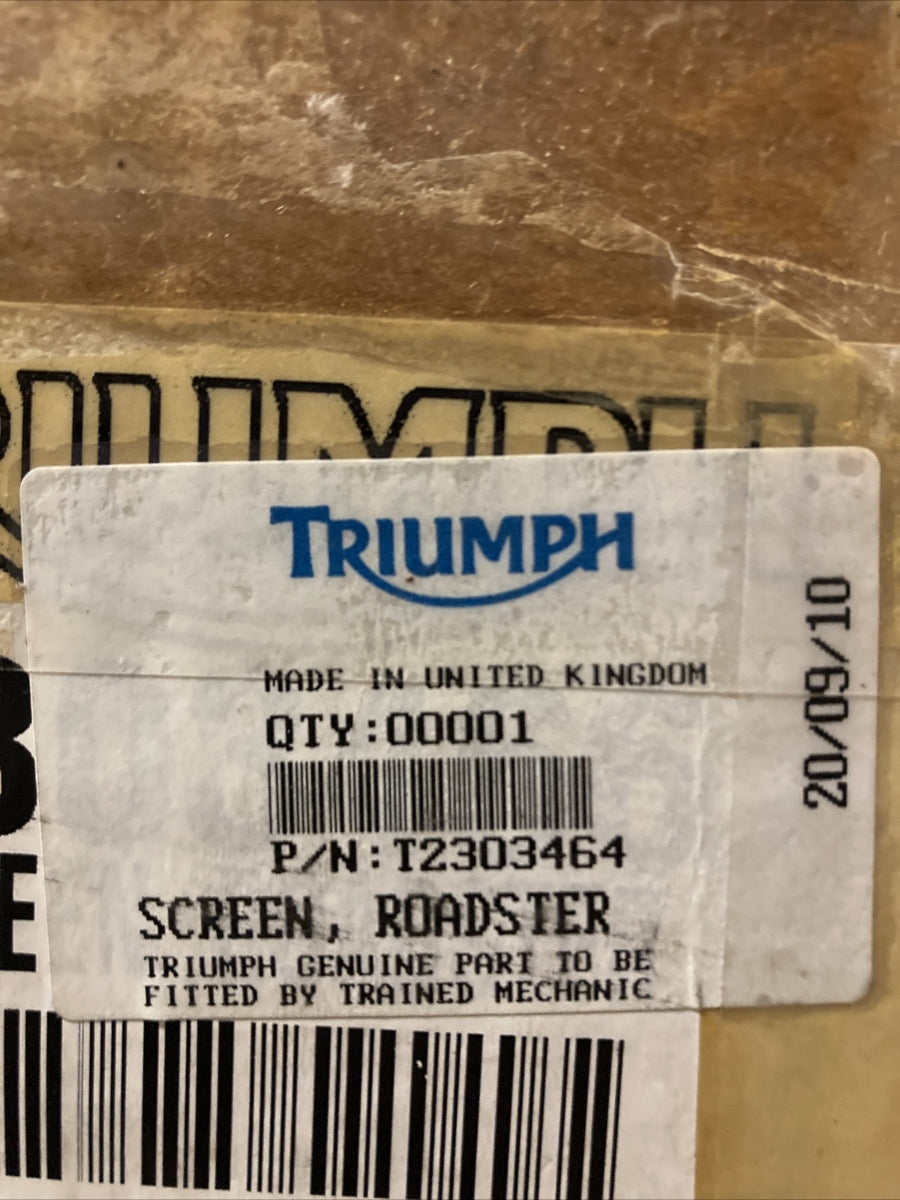 TRIUMPH
TRIUMPH
MADE IN UNITED KINGDOM
QTY:00001
P/N:T2303464
SCREEN, ROADSTER
TRIUMPH GENUINE PART TO BE
FITTED BY TRAINED MECHANIC
20/09/10
E